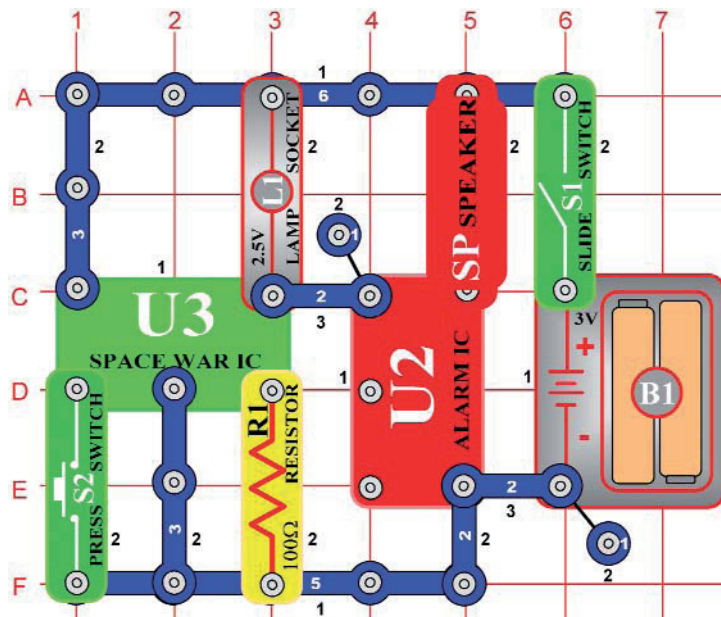 1 2 3 4 5 6 7
A
B
C
D
E
F
1
6
2
3
2
2
2
2
1
2
1
2
3
1
1
2
3
2
2
1
2
3
2
2
5
1
2.5V
L1
LAMP SOCKET
SP SPEAKER
S1
SLIDE SWITCH
U3
SPACE WAR IC
U2
ALARM IC
3V
+
-
B1
S2
PRESS SWITCH
R1
RESISTOR
100Ω